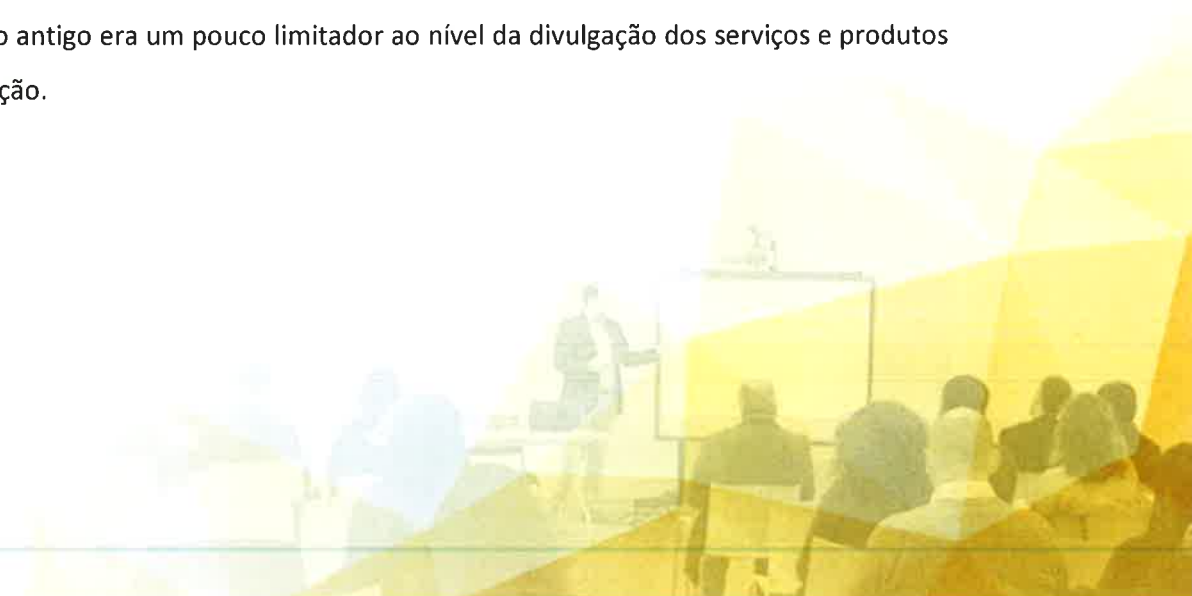 o antigo era um pouco limitador ao nível da divulgação dos serviços e produtos
ção.